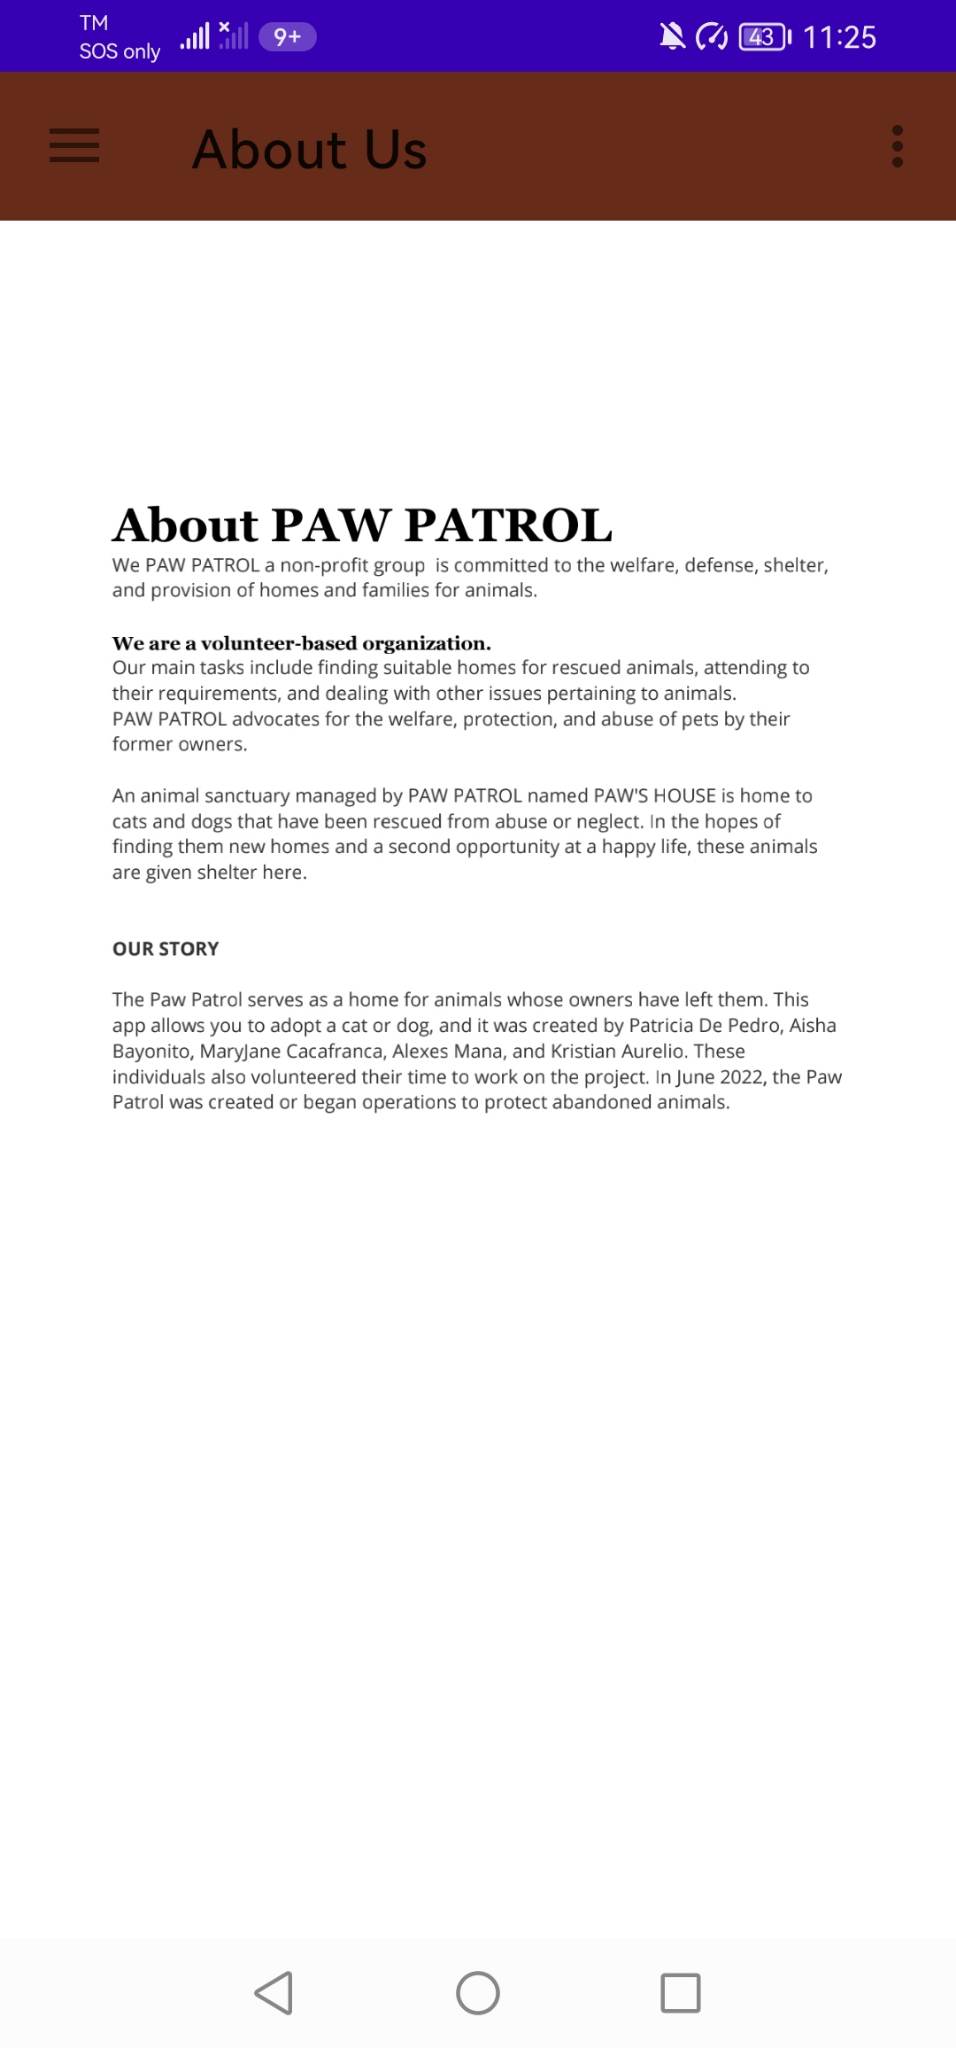 TM
SOS only
9+
43
11:25
About Us
About PAW PATROL
We PAW PATROL a non-profit group  is committed to the welfare, defense, shelter,
and provision of homes and families for animals.
We are a volunteer-based organization.
Our main tasks include finding suitable homes for rescued animals, attending to
their requirements, and dealing with other issues pertaining to animals.
PAW PATROL advocates for the welfare, protection, and abuse of pets by their
former owners.
An animal sanctuary managed by PAW PATROL named PAW'S HOUSE is home to
cats and dogs that have been rescued from abuse or neglect. In the hopes of
finding them new homes and a second opportunity at a happy life, these animals
are given shelter here.
OUR STORY
The Paw Patrol serves as a home for animals whose owners have left them. This
app allows you to adopt a cat or dog, and it was created by Patricia De Pedro, Aisha
Bayonito, MaryJane Cacafranca, Alexes Mana, and Kristian Aurelio. These
individuals also volunteered their time to work on the project. In June 2022, the Paw
Patrol was created or began operations to protect abandoned animals.